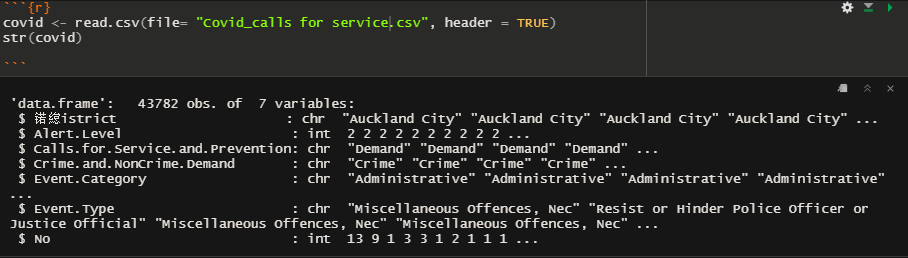 ```{r}
covid <- read.csv(file= "Covid_calls for service.csv", header = TRUE)
str(covid)
```
'data.frame': 43782 obs. of 7 variables:
$ 锘緿istrict : chr "Auckland City" "Auckland City" "Auckland City" "Auckland City" ...
$ Alert.Level : int 2 2 2 2 2 2 2 2 2 2 ...
$ Calls.for.Service.and.Prevention: chr "Demand" "Demand" "Demand" "Demand" ...
$ Crime.and.NonCrime.Demand : chr "Crime" "Crime" "Crime" "Crime" ...
$ Event.Category : chr "Administrative" "Administrative" "Administrative" "Administrative"
...
$ Event.Type : chr "Miscellaneous Offences, Nec" "Resist or Hinder Police Officer or
Justice Official" "Miscellaneous Offences, Nec" "Miscellaneous Offences, Nec" ...
$ No : int 13 9 1 3 3 1 2 1 1 1 ...